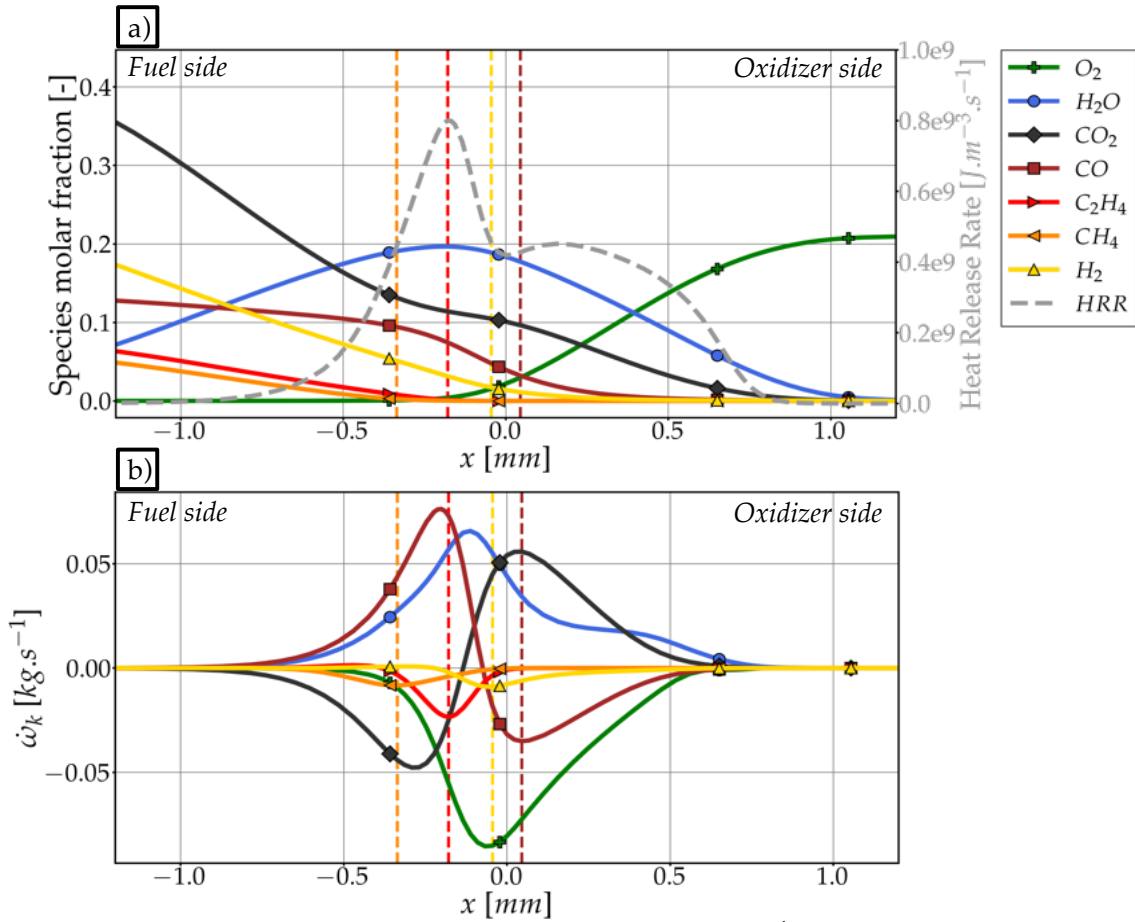 a)
Fuel side
Oxidizer side
Species molar fraction [-]
0.4
0.3
0.2
0.1
0.0
1.0e9
0.8e9
0.6e9
0.4e9
0.2e9
0.0
Heat Release Rate [J.m⁻³.s⁻¹]
−1.0 −0.5 0.0 0.5 1.0
x [mm]
O₂
H₂O
CO₂
CO
C₂H₄
CH₄
H₂
HRR
b)
Fuel side
Oxidizer side
ω̇ₖ [kg.s⁻¹]
0.05
0.00
−0.05
−1.0 −0.5 0.0 0.5 1.0
x [mm]